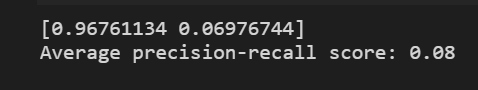 [0.96761134 0.06976744]
Average precision-recall score: 0.08